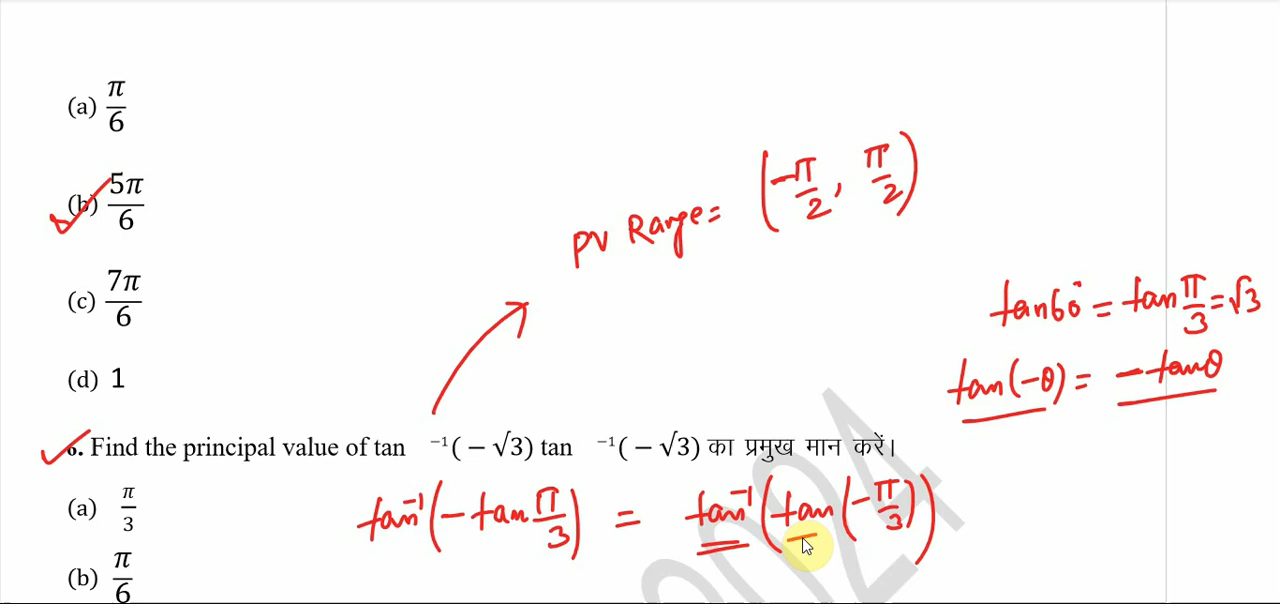 (a) π/6
(b) 5π/6
(c) 7π/6
(d) 1
PV Range = (-π/2, π/2)
tan60° = tan π/3 = √3
tan(-θ) = -tanθ
6. Find the principal value of tan ⁻¹(− √3) tan ⁻¹(− √3) का प्रमुख मान करें।
tan⁻¹(-tan π/3) = tan⁻¹(tan(-π/3))
(a) π/3
(b) π/6
2024